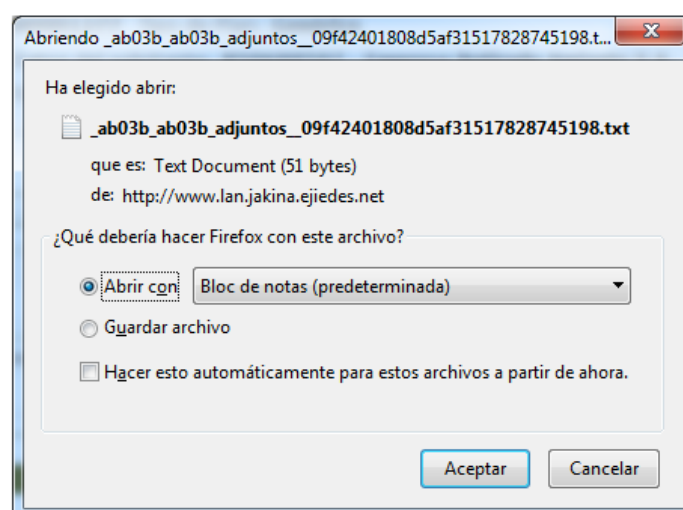 Abriendo _ab03b_ab03b_adjuntos__09f42401808d5af31517828745198.t...
Ha elegido abrir:
_ab03b_ab03b_adjuntos__09f42401808d5af31517828745198.txt
que es: Text Document (51 bytes)
de: http://www.lan.jakina.ejiedes.net
¿Qué debería hacer Firefox con este archivo?
Abrir con Bloc de notas (predeterminada)
Guardar archivo
Hacer esto automáticamente para estos archivos a partir de ahora.
Aceptar Cancelar